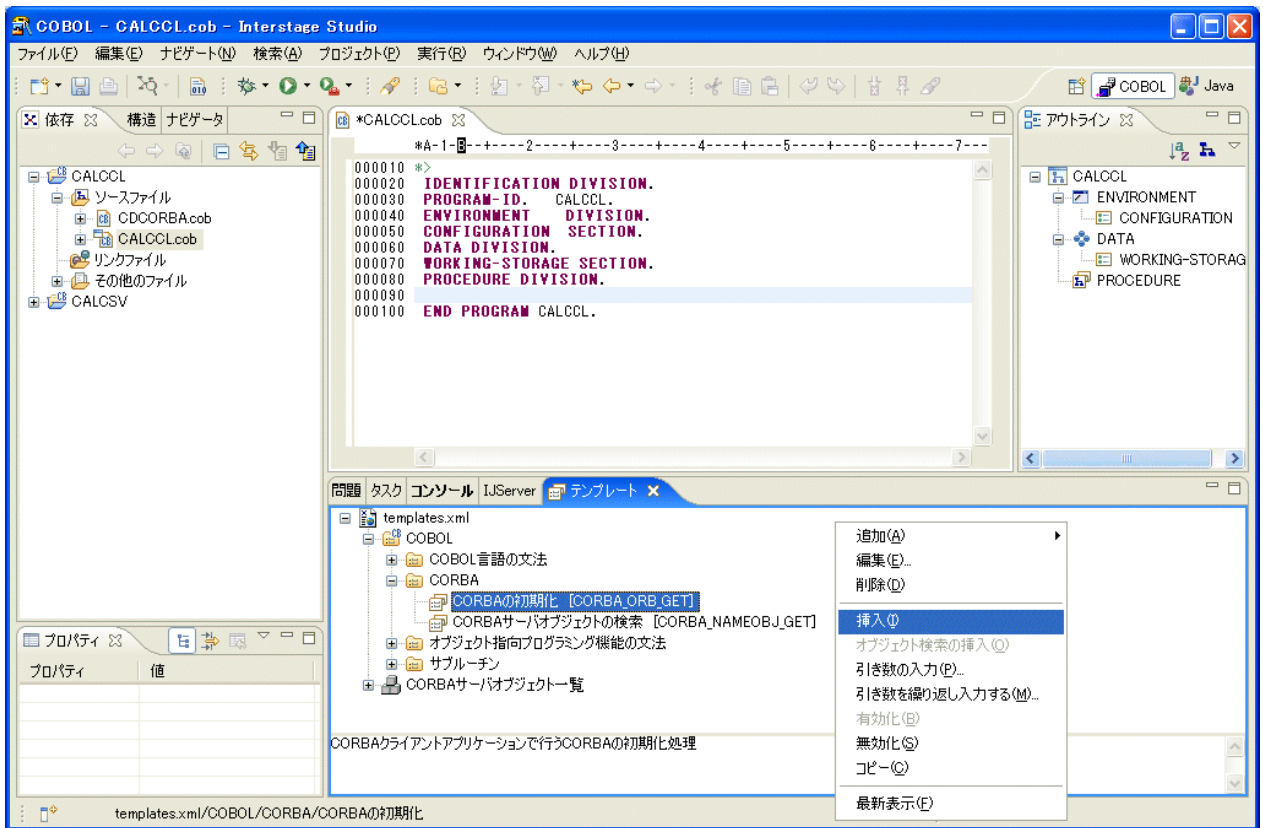 COBOL - CALCCL.cob - Interstage Studio
ファイル(F) 編集(E) ナビゲート(N) 検索(A) プロジェクト(P) 実行(R) ウィンドウ(W) ヘルプ(H)
COBOL Java
依存 構造 ナビゲータ
CALCCL
ソースファイル
CDCORBA.cob
CALCCL.cob
リンクファイル
その他のファイル
CALCSV
*CALCCL.cob
*A-1-B--+----2----+----3----+----4----+----5----+----6----+----7---
000010 *>
000020 IDENTIFICATION DIVISION.
000030 PROGRAM-ID. CALCCL.
000040 ENVIRONMENT DIVISION.
000050 CONFIGURATION SECTION.
000060 DATA DIVISION.
000070 WORKING-STORAGE SECTION.
000080 PROCEDURE DIVISION.
000090
000100 END PROGRAM CALCCL.
アウトライン
CALCCL
ENVIRONMENT
CONFIGURATION
DATA
WORKING-STORAG
PROCEDURE
問題 タスク コンソール IJServer テンプレート
templates.xml
COBOL
COBOL言語の文法
CORBA
CORBAの初期化 [CORBA_ORB_GET]
CORBAサーバオブジェクトの検索 [CORBA_NAMEOBJ_GET]
オブジェクト指向プログラミング機能の文法
サブルーチン
CORBAサーバオブジェクト一覧
CORBAクライアントアプリケーションで行うCORBAの初期化処理
追加(A)
編集(E)...
削除(D)
挿入(I)
オブジェクト検索の挿入(O)
引き数の入力(P)...
引き数を繰り返し入力する(M)...
有効化(B)
無効化(S)
コピー(C)
最新表示(F)
プロパティ
プロパティ 値
templates.xml/COBOL/CORBA/CORBAの初期化